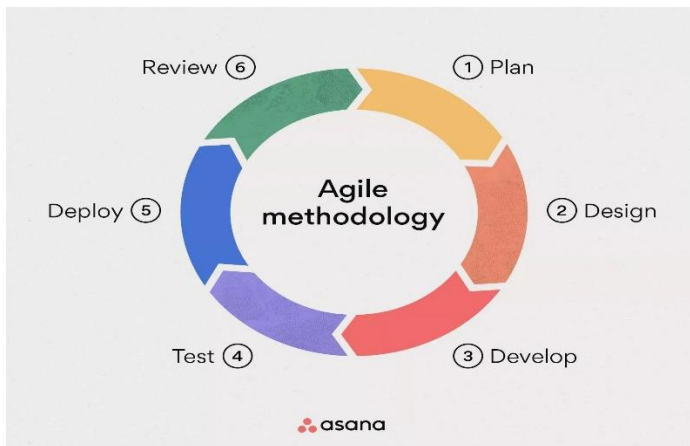 Review 6
1 Plan
Agile
methodology
Deploy 5
2 Design
Test 4
3 Develop
asana